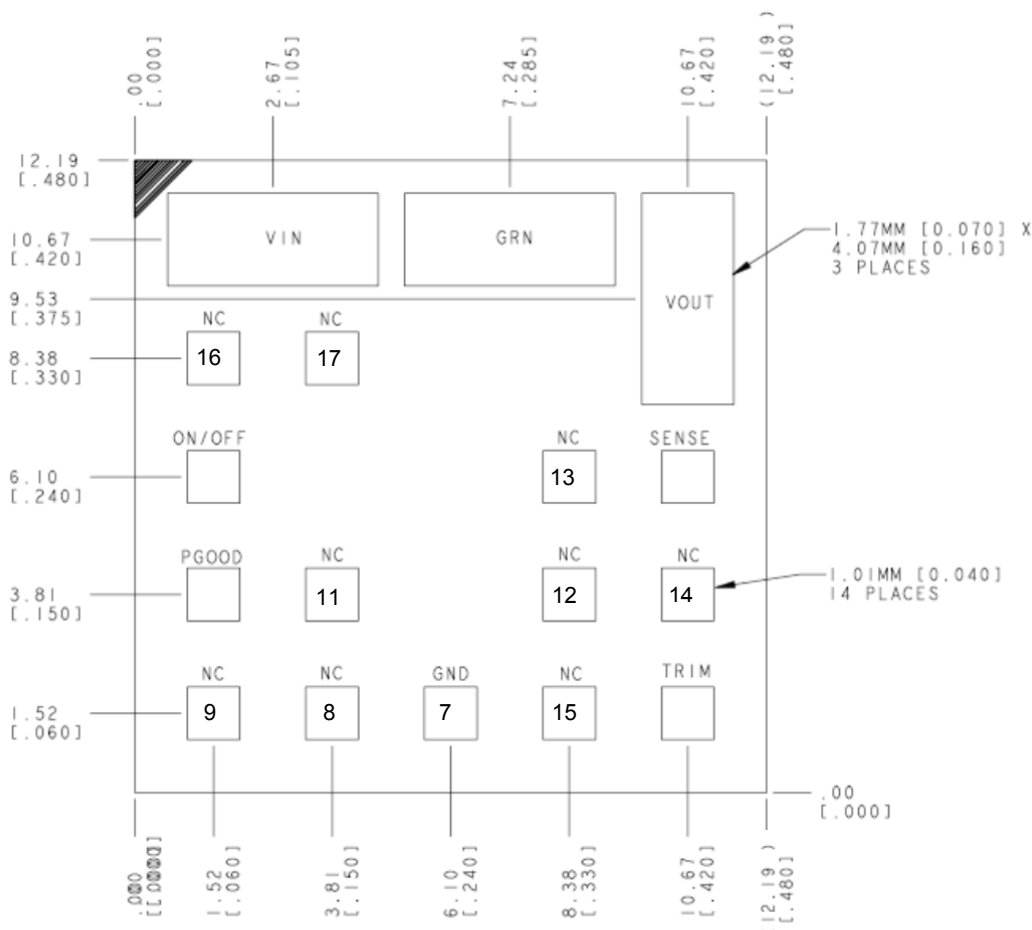 .00
[.000]
2.67
[.105]
7.24
[.285]
10.67
[.420]
(12.19 )
[.480]
12.19
[.480]
VIN
GRN
1.77MM [0.070] X
4.07MM [0.160]
3 PLACES
10.67
[.420]
9.53
[.375]
VOUT
NC
NC
8.38
[.330]
16
17
ON/OFF
NC
SENSE
6.10
[.240]
13
PGOOD
NC
NC
NC
3.81
[.150]
11
12
14
1.01MM [0.040]
14 PLACES
NC
NC
GND
NC
TRIM
1.52
[.060]
9
8
7
15
.00
[.000]
1.52
[.060]
3.81
[.150]
6.10
[.240]
8.38
[.330]
10.67
[.420]
12.19 )
[.480]